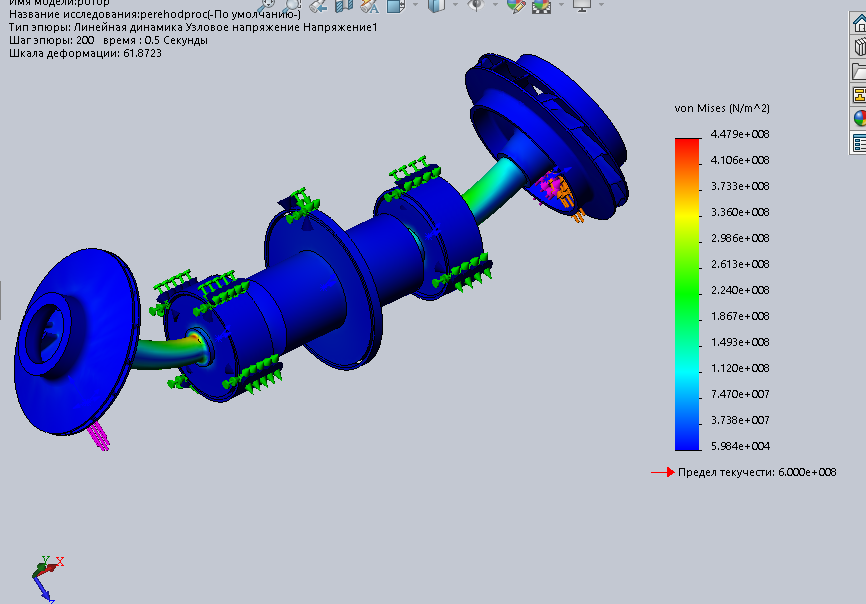 Имя модели:ротор
Название исследования:perehodproc(-По умолчанию-)
Тип эпюры: Линейная динамика Узловое напряжение Напряжение1
Шаг эпюры: 200 время : 0.5 Секунды
Шкала деформации: 61.8723
von Mises (N/m^2)
4.479e+008
4.106e+008
3.733e+008
3.360e+008
2.986e+008
2.613e+008
2.240e+008
1.867e+008
1.493e+008
1.120e+008
7.470e+007
3.738e+007
5.984e+004
Предел текучести: 6.000e+008
Y
X
Z